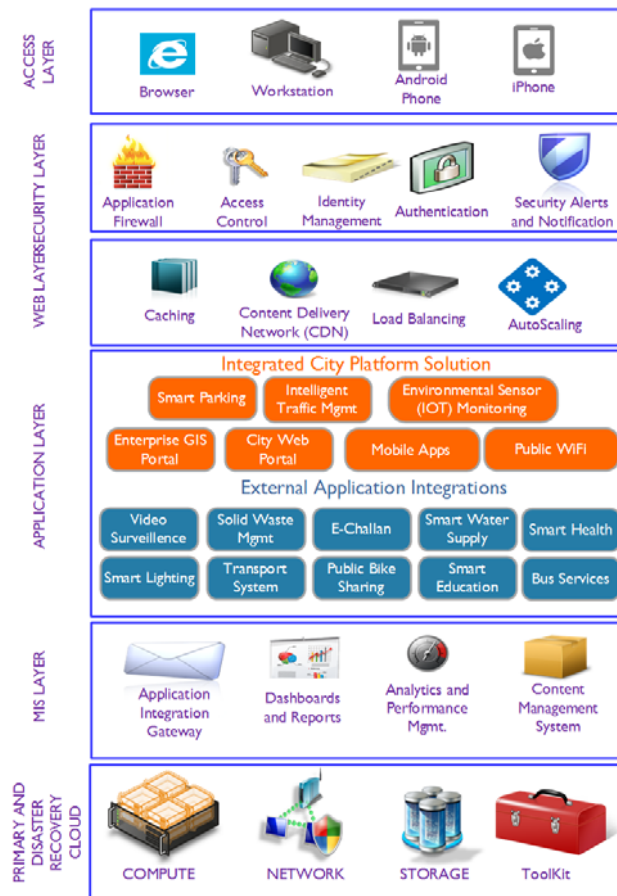 ACCESS
LAYER
Browser
Workstation
Android
Phone
iPhone
SECURITY LAYER
Application
Firewall
Access
Control
Identity
Management
Authentication
Security Alerts
and Notification
WEB LAYER
Caching
Content Delivery
Network (CDN)
Load Balancing
AutoScaling
APPLICATION LAYER
Integrated City Platform Solution
Smart Parking
Intelligent
Traffic Mgmt
Environmental Sensor
(IOT) Monitoring
Enterprise GIS
Portal
City Web
Portal
Mobile Apps
Public WiFi
External Application Integrations
Video
Surveillence
Solid Waste
Mgmt
E-Challan
Smart Water
Supply
Smart Health
Smart Lighting
Transport
System
Public Bike
Sharing
Smart
Education
Bus Services
MIS LAYER
Application
Integration
Gateway
Dashboards
and Reports
Analytics and
Performance
Mgmt.
Content
Management
System
PRIMARY AND
DISASTER
RECOVERY
CLOUD
COMPUTE
NETWORK
STORAGE
ToolKit